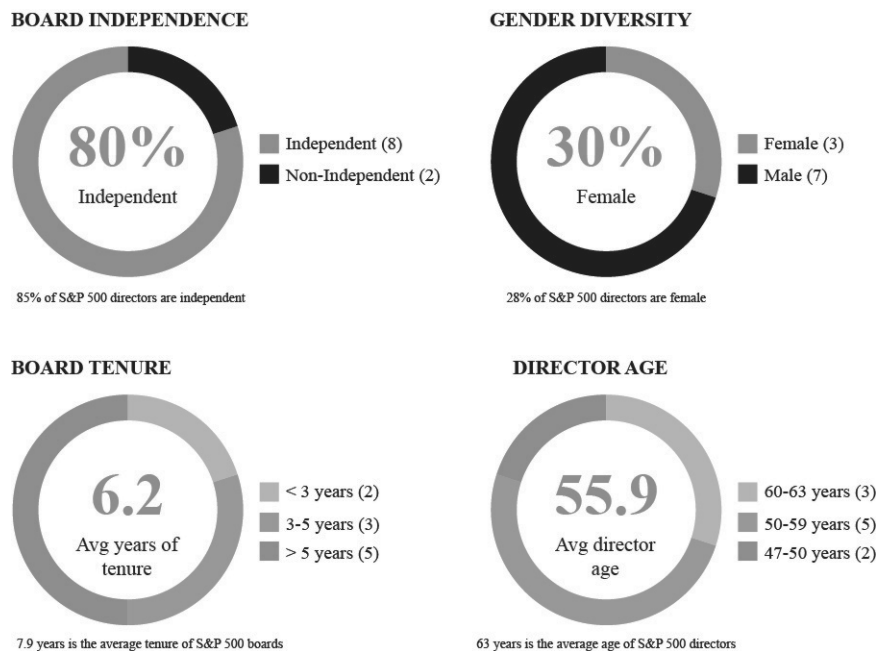 BOARD INDEPENDENCE
80%
Independent
Independent (8)
Non-Independent (2)
85% of S&P 500 directors are independent
GENDER DIVERSITY
30%
Female
Female (3)
Male (7)
28% of S&P 500 directors are female
BOARD TENURE
6.2
Avg years of
tenure
< 3 years (2)
3-5 years (3)
> 5 years (5)
7.9 years is the average tenure of S&P 500 boards
DIRECTOR AGE
55.9
Avg director
age
60-63 years (3)
50-59 years (5)
47-50 years (2)
63 years is the average age of S&P 500 directors